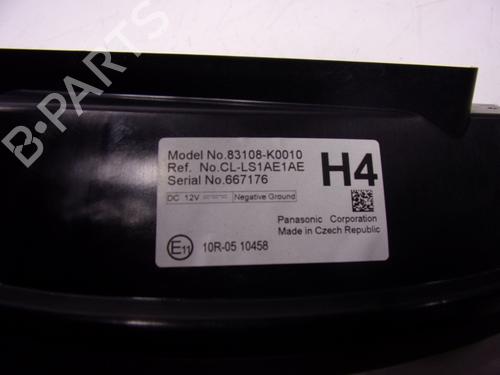 Model No.83108-K0010
Ref. No.CL-LS1AE1AE
Serial No.667176
H4
DC 12V Negative Ground
Panasonic Corporation
Made in Czech Republic
E11
10R-05 10458
B-PARTS